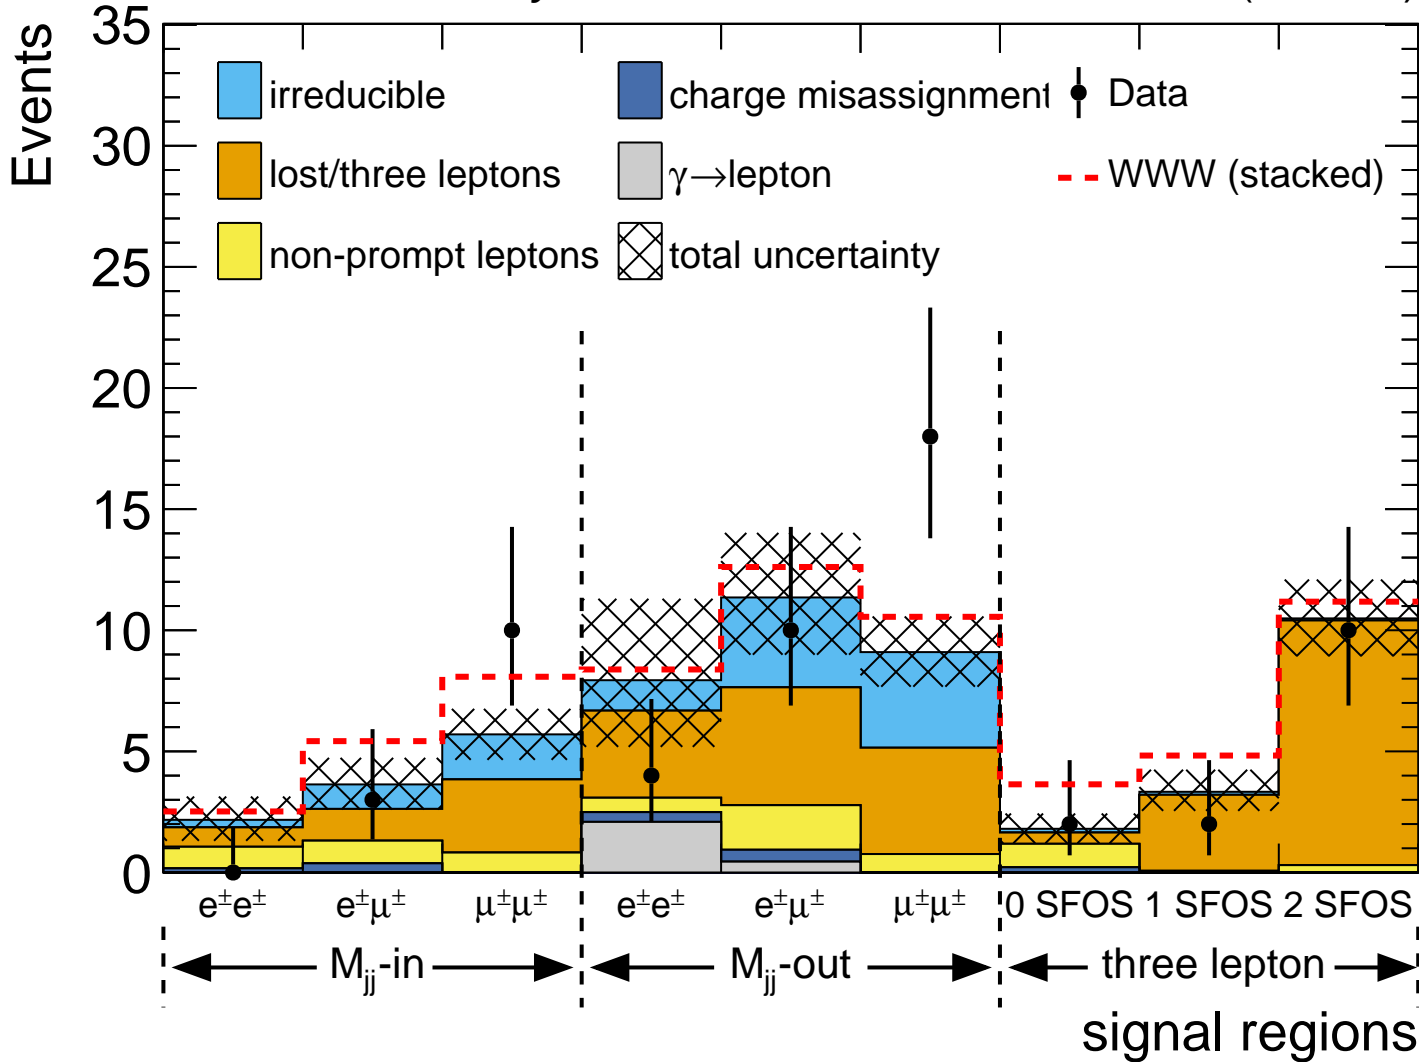 Events
35
30
25
20
15
10
5
0
irreducible
charge misassignment
Data
lost/three leptons
γ→lepton
WWW (stacked)
non-prompt leptons
total uncertainty
e±e± e±μ± μ±μ± e±e± e±μ± μ±μ± 0 SFOS 1 SFOS 2 SFOS
Mjj-in Mjj-out three lepton
signal regions